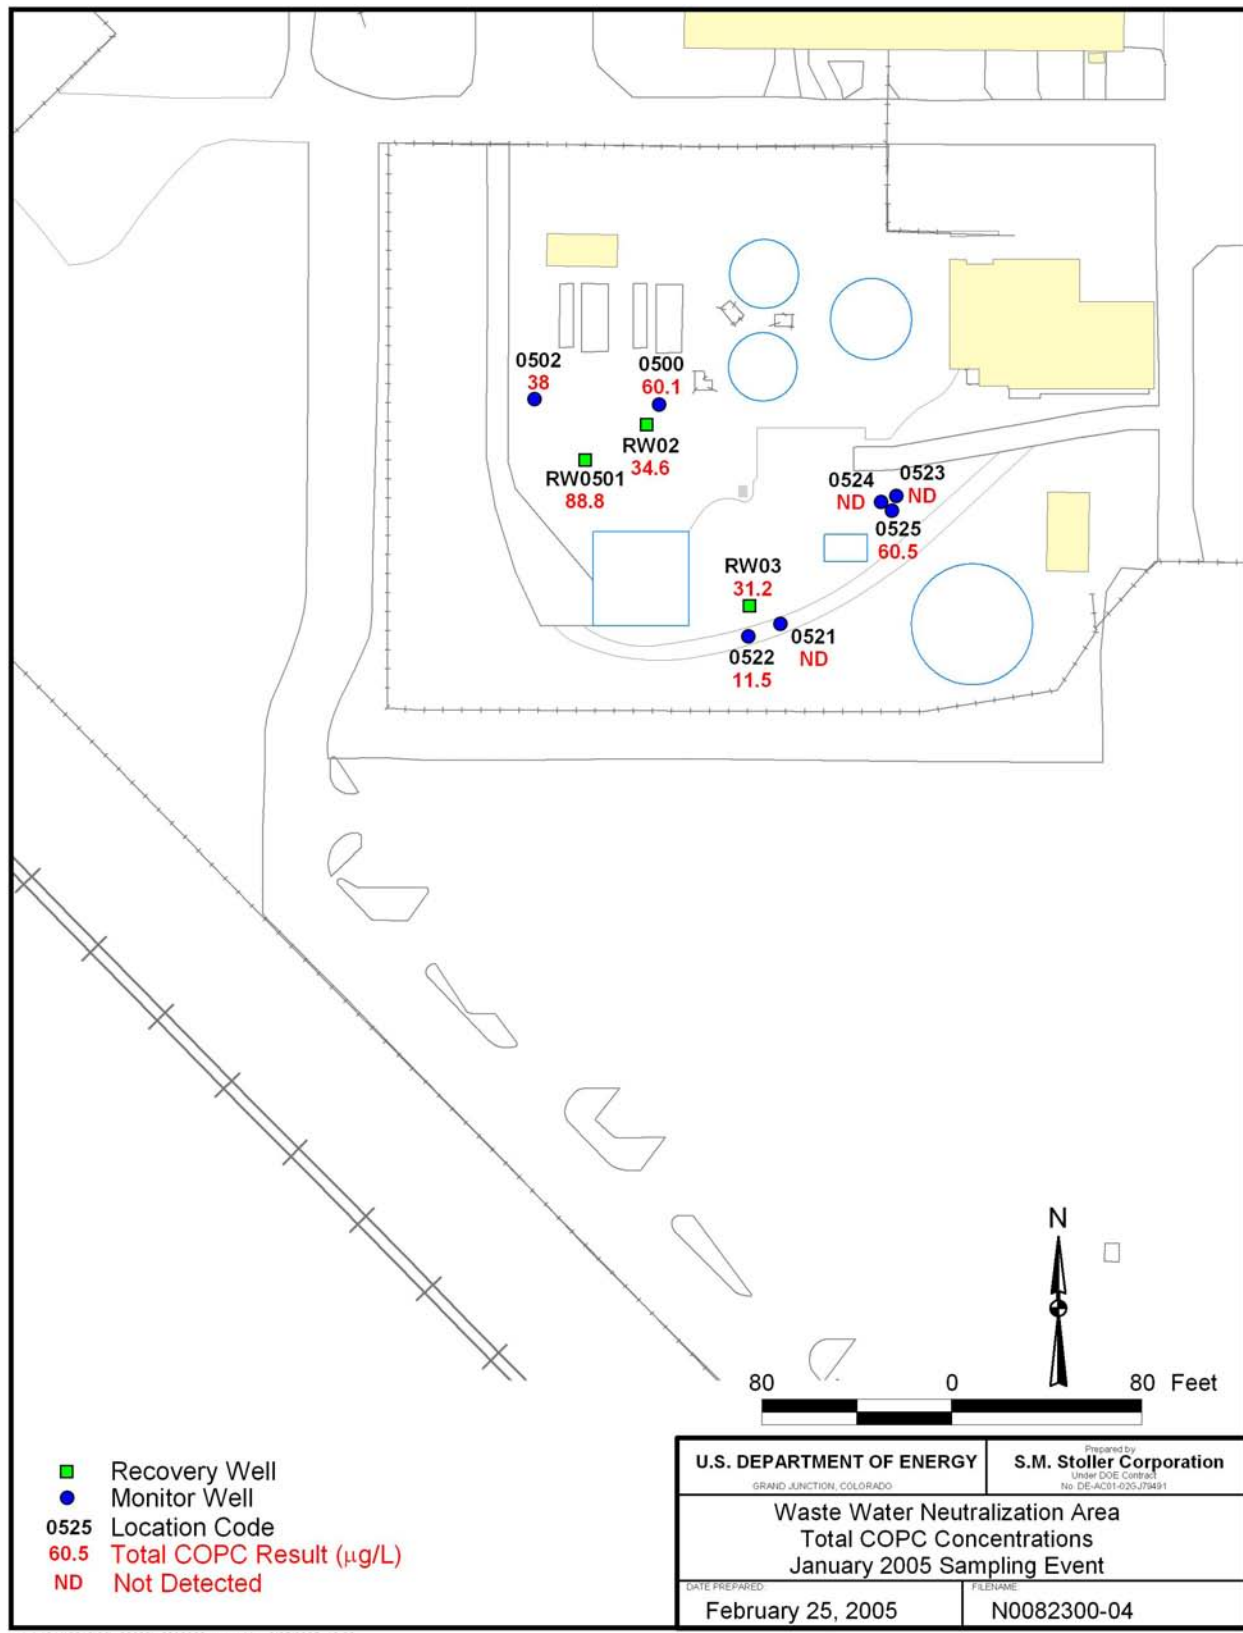 0502
38
0500
60.1
RW02
34.6
RW0501
88.8
0524
ND
0523
ND
0525
60.5
RW03
31.2
0521
ND
0522
11.5
N
80 0 80 Feet
Recovery Well
Monitor Well
0525 Location Code
60.5 Total COPC Result (μg/L)
ND Not Detected
U.S. DEPARTMENT OF ENERGY
GRAND JUNCTION, COLORADO
Prepared by
S.M. Stoller Corporation
Under DOE Contract
No. DE-AC01-02GJ79491
Waste Water Neutralization Area
Total COPC Concentrations
January 2005 Sampling Event
DATE PREPARED:
February 25, 2005
FILENAME:
N0082300-04